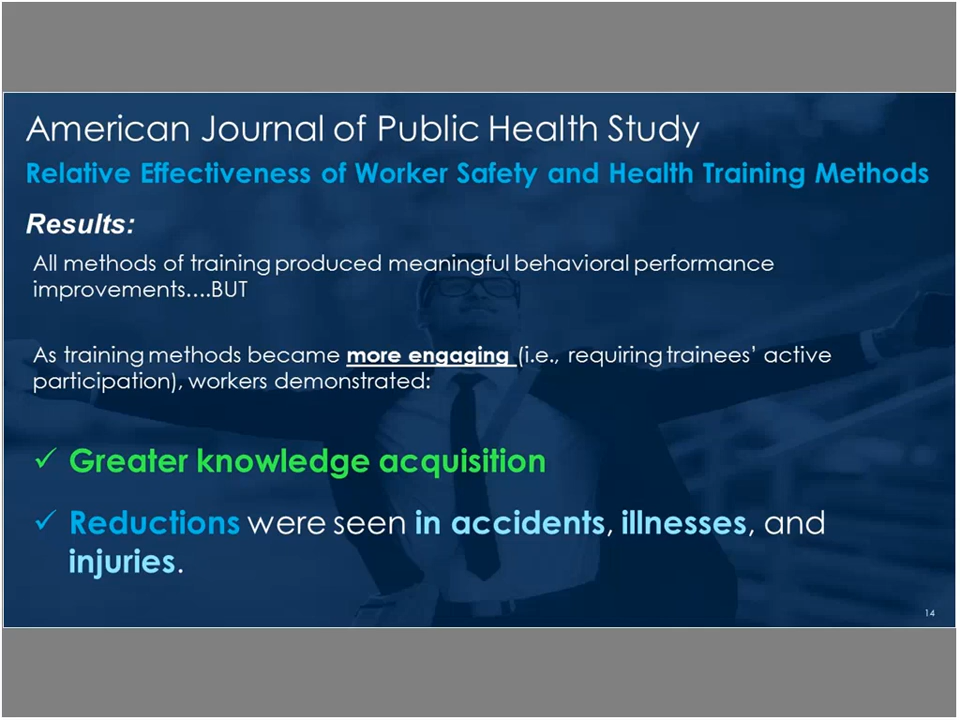 American Journal of Public Health Study
Relative Effectiveness of Worker Safety and Health Training Methods
Results:
All methods of training produced meaningful behavioral performance
improvements....BUT
As training methods became more engaging (i.e., requiring trainees’ active
participation), workers demonstrated:
✓ Greater knowledge acquisition
✓ Reductions were seen in accidents, illnesses, and
injuries.
14